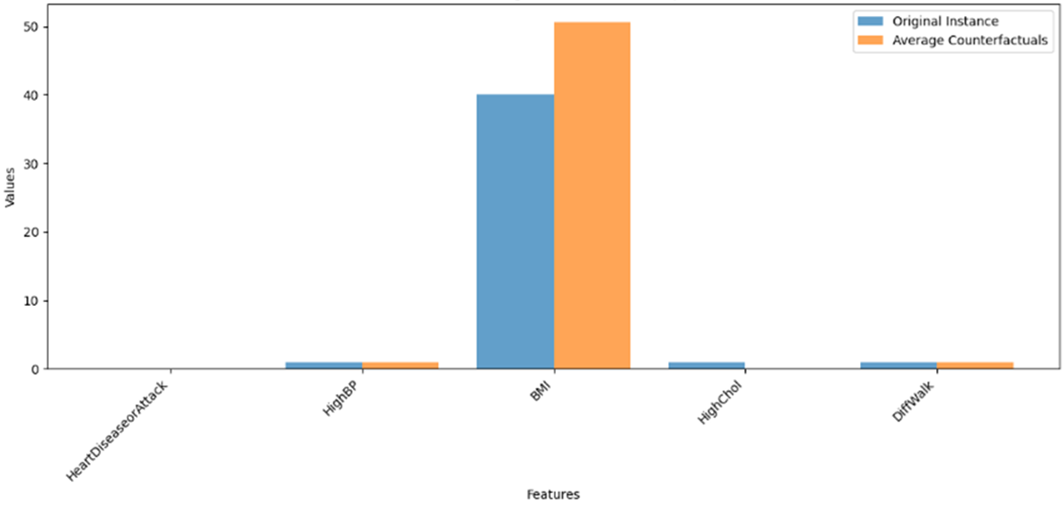 Original Instance
Average Counterfactuals
Values
50
40
30
20
10
0
HeartDiseaseorAttack
HighBP
BMI
HighChol
DiffWalk
Features